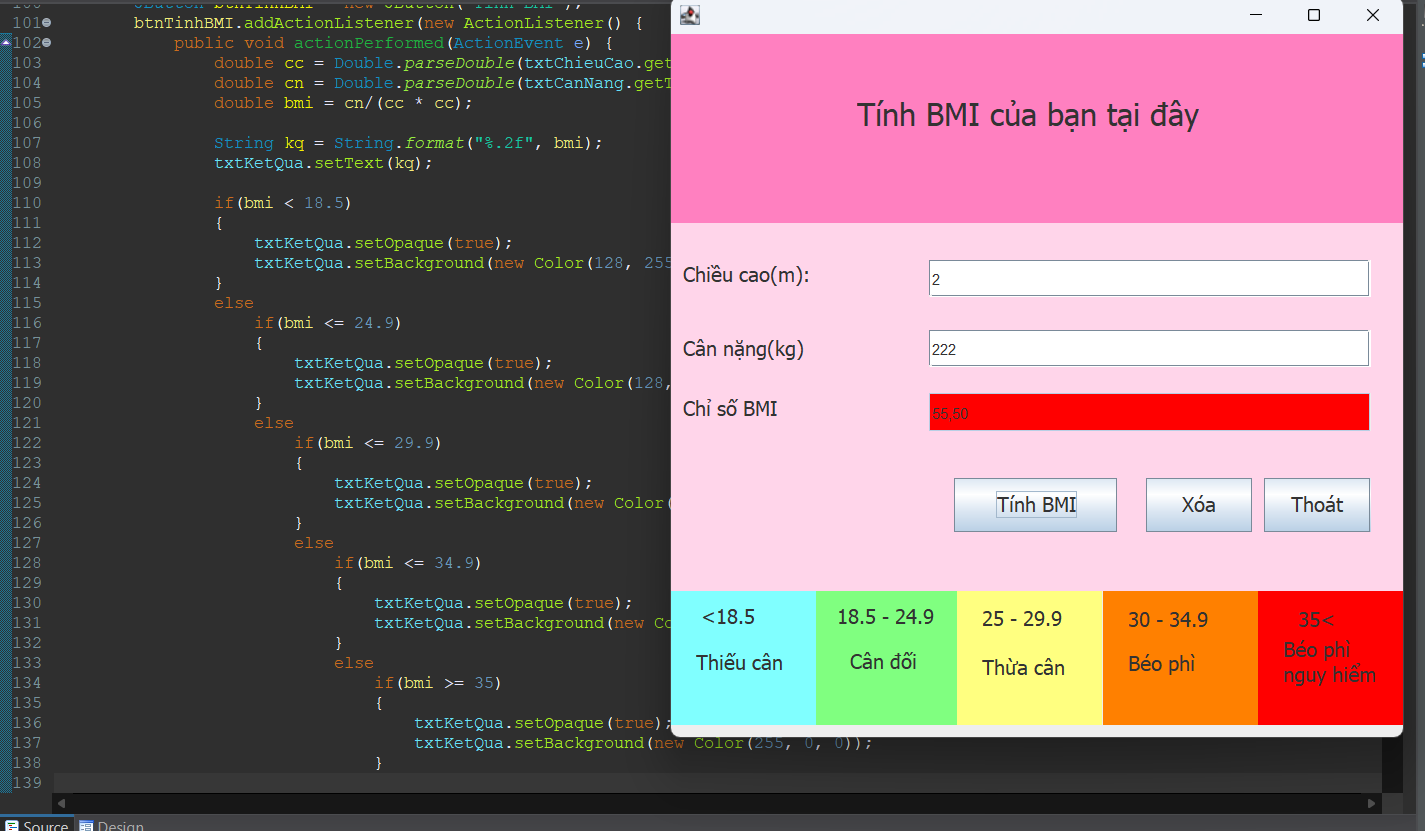 101 btnTinhBMI.addActionListener(new ActionListener() {
102 public void actionPerformed(ActionEvent e) {
103 double cc = Double.parseDouble(txtChieuCao.get
104 double cn = Double.parseDouble(txtCanNang.getT
105 double bmi = cn/(cc * cc);
106
107 String kq = String.format("%.2f", bmi);
108 txtKetQua.setText(kq);
109
110 if(bmi < 18.5)
111 {
112 txtKetQua.setOpaque(true);
113 txtKetQua.setBackground(new Color(128, 255
114 }
115 else
116 if(bmi <= 24.9)
117 {
118 txtKetQua.setOpaque(true);
119 txtKetQua.setBackground(new Color(128,
120 }
121 else
122 if(bmi <= 29.9)
123 {
124 txtKetQua.setOpaque(true);
125 txtKetQua.setBackground(new Color(
126 }
127 else
128 if(bmi <= 34.9)
129 {
130 txtKetQua.setOpaque(true);
131 txtKetQua.setBackground(new Co
132 }
133 else
134 if(bmi >= 35)
135 {
136 txtKetQua.setOpaque(true);
137 txtKetQua.setBackground(new Color(255, 0, 0));
138 }
139
Source Design
Tính BMI của bạn tại đây
Chiều cao(m): 2
Cân nặng(kg) 222
Chỉ số BMI 55,50
Tính BMI Xóa Thoát
<18.5 18.5 - 24.9 25 - 29.9 30 - 34.9 35<
Thiếu cân Cân đối Thừa cân Béo phì Béo phì
nguy hiểm